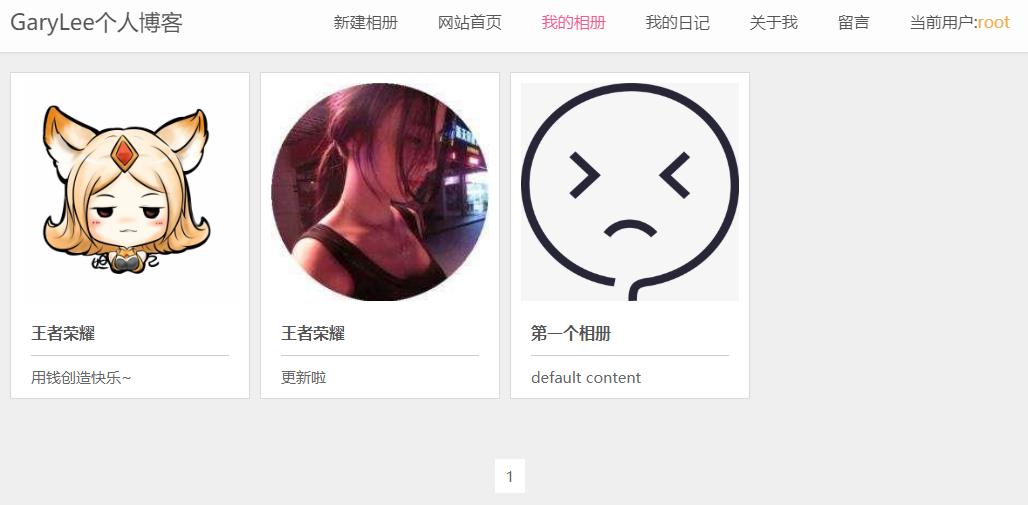 GaryLee个人博客
新建相册 网站首页 我的相册 我的日记 关于我 留言 当前用户:root
王者荣耀
用钱创造快乐~
王者荣耀
更新啦
第一个相册
default content
1